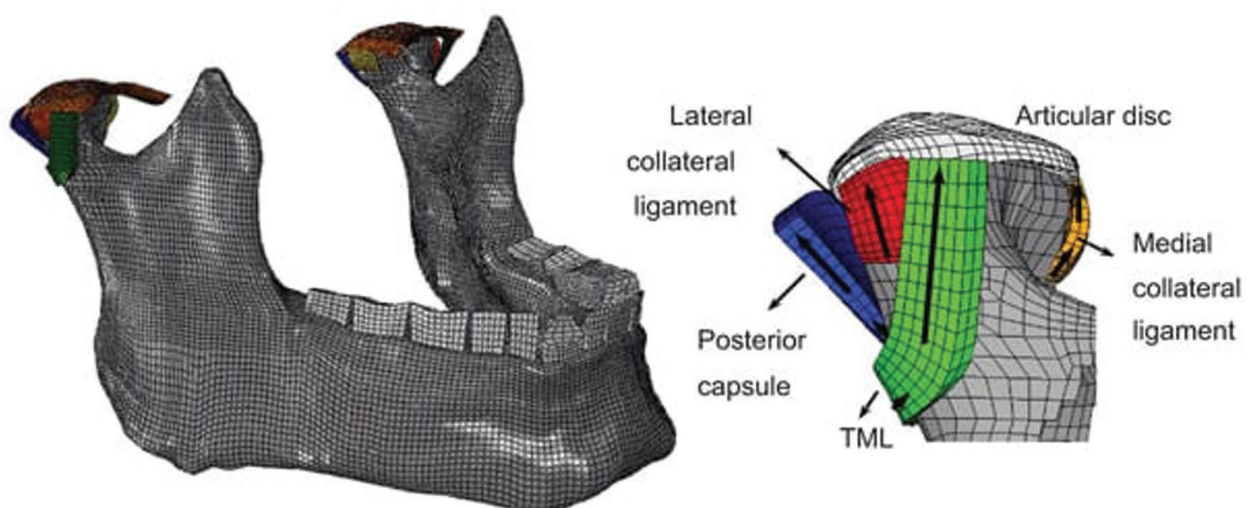 Lateral
collateral
ligament
Articular disc
Medial
collateral
ligament
Posterior
capsule
TML